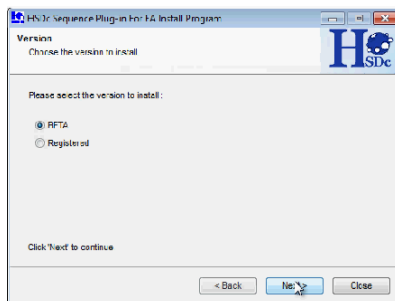 HSDc Sequence Plug-in For EA Install Program
Version
Choose the version to install
HSDc
Please select the version to install :
BETA
Registered
Click 'Next' to continue
< Back
Next >
Close